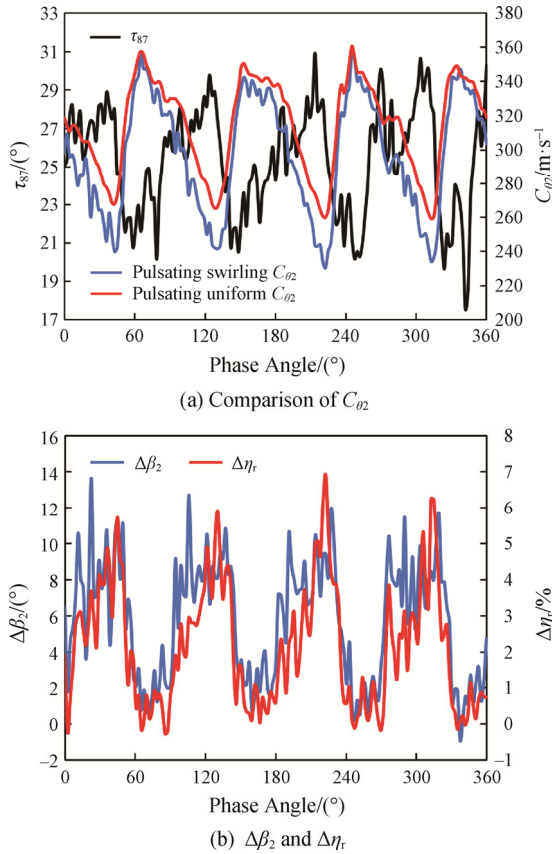 τ87
31
29
27
25
23
21
19
17
τ87/(°)
380
360
340
320
300
280
260
240
220
200
Cθ2/m·s⁻¹
Pulsating swirling Cθ2
Pulsating uniform Cθ2
0 60 120 180 240 300 360
Phase Angle/(°)
(a) Comparison of Cθ2
Δβ2 Δηr
16
14
12
10
8
6
4
2
0
−2
Δβ2/(°)
8
7
6
5
4
3
2
1
0
−1
Δηr/%
0 60 120 180 240 300 360
Phase Angle/(°)
(b) Δβ2 and Δηr